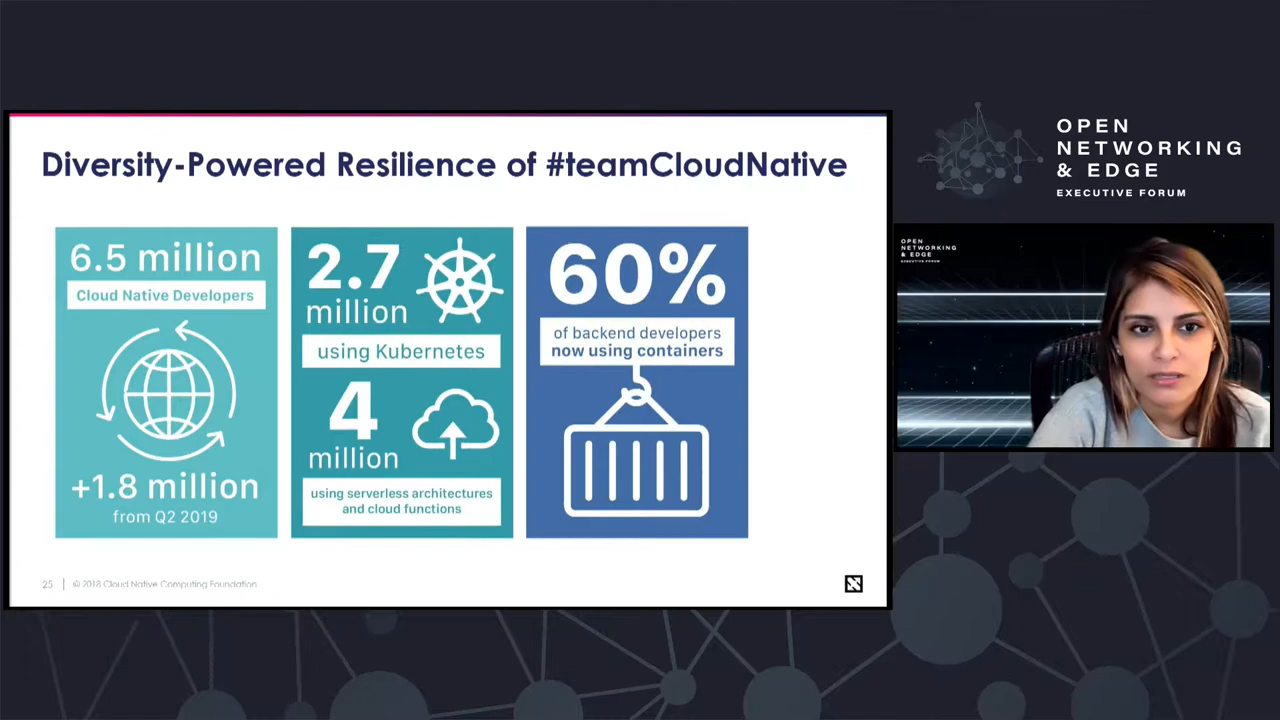 Diversity-Powered Resilience of #teamCloudNative
6.5 million
Cloud Native Developers
+1.8 million
from Q2 2019
2.7
million
using Kubernetes
4
million
using serverless architectures
and cloud functions
60%
of backend developers
now using containers
25
© 2018 Cloud Native Computing Foundation
OPEN
NETWORKING
& EDGE
EXECUTIVE FORUM
OPEN
NETWORKING
& EDGE
EXECUTIVE FORUM